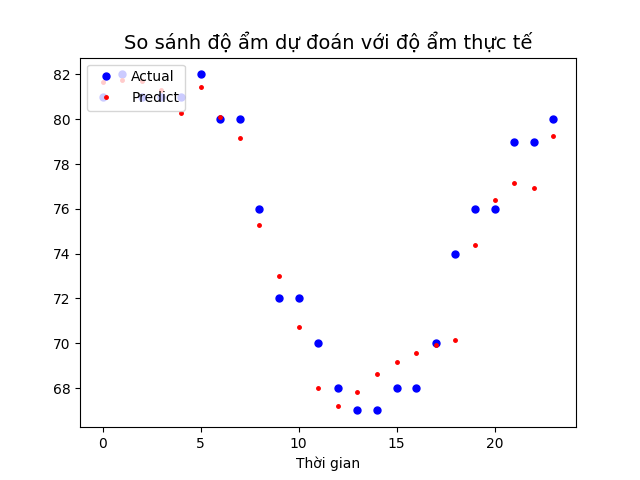 So sánh độ ẩm dự đoán với độ ẩm thực tế
Actual
Predict
82
80
78
76
74
72
70
68
0 5 10 15 20
Thời gian